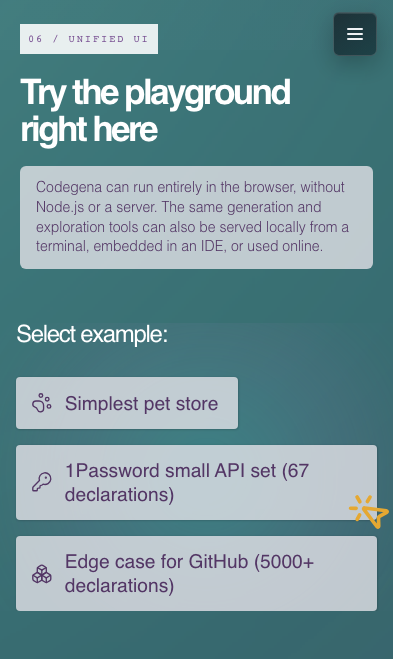 06 / UNIFIED UI
Try the playground
right here
Codegena can run entirely in the browser, without
Node.js or a server. The same generation and
exploration tools can also be served locally from a
terminal, embedded in an IDE, or used online.
Select example:
Simplest pet store
1Password small API set (67
declarations)
Edge case for GitHub (5000+
declarations)